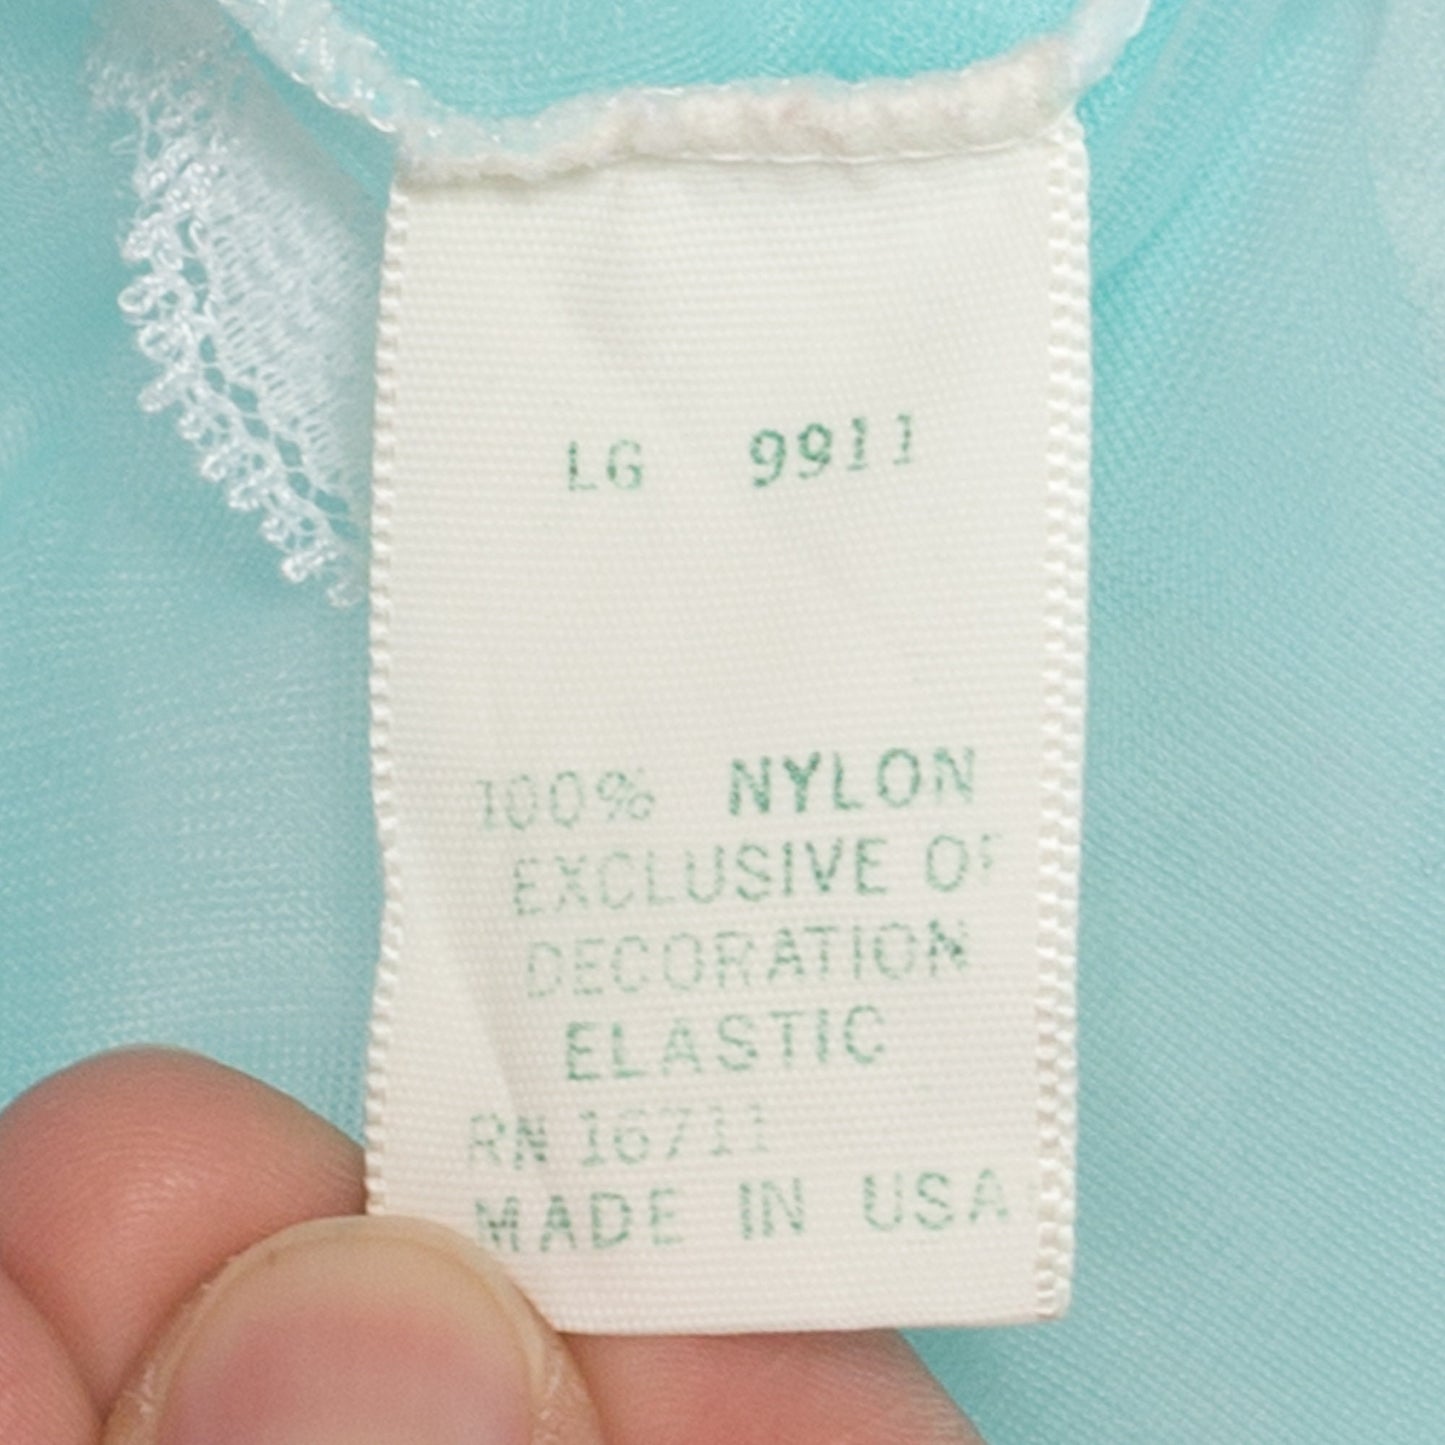 LG 9911
100% NYLON
EXCLUSIVE OF
DECORATION
ELASTIC
RN 16711
MADE IN USA